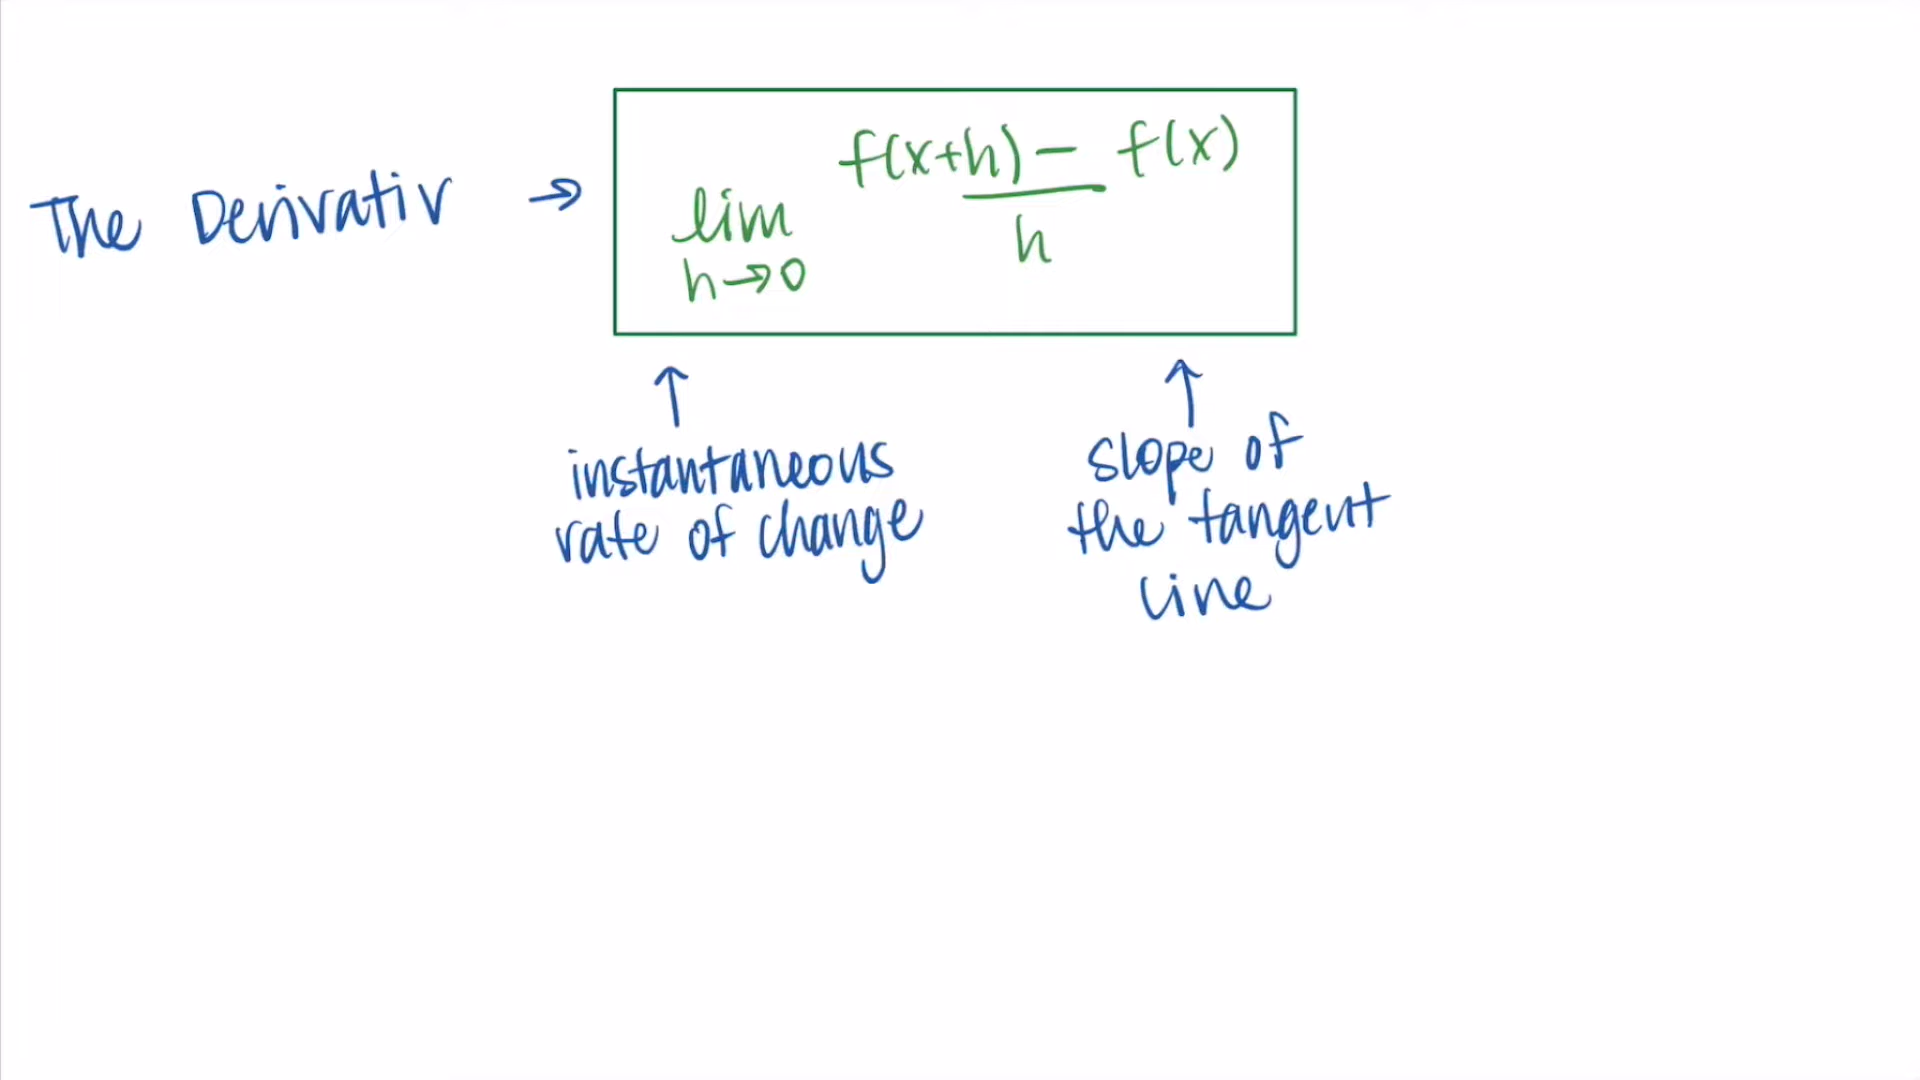 The Derivativ →
f(x+h) - f(x)
lim
h
h→0
instantaneous
rate of change
slope of
the tangent
line